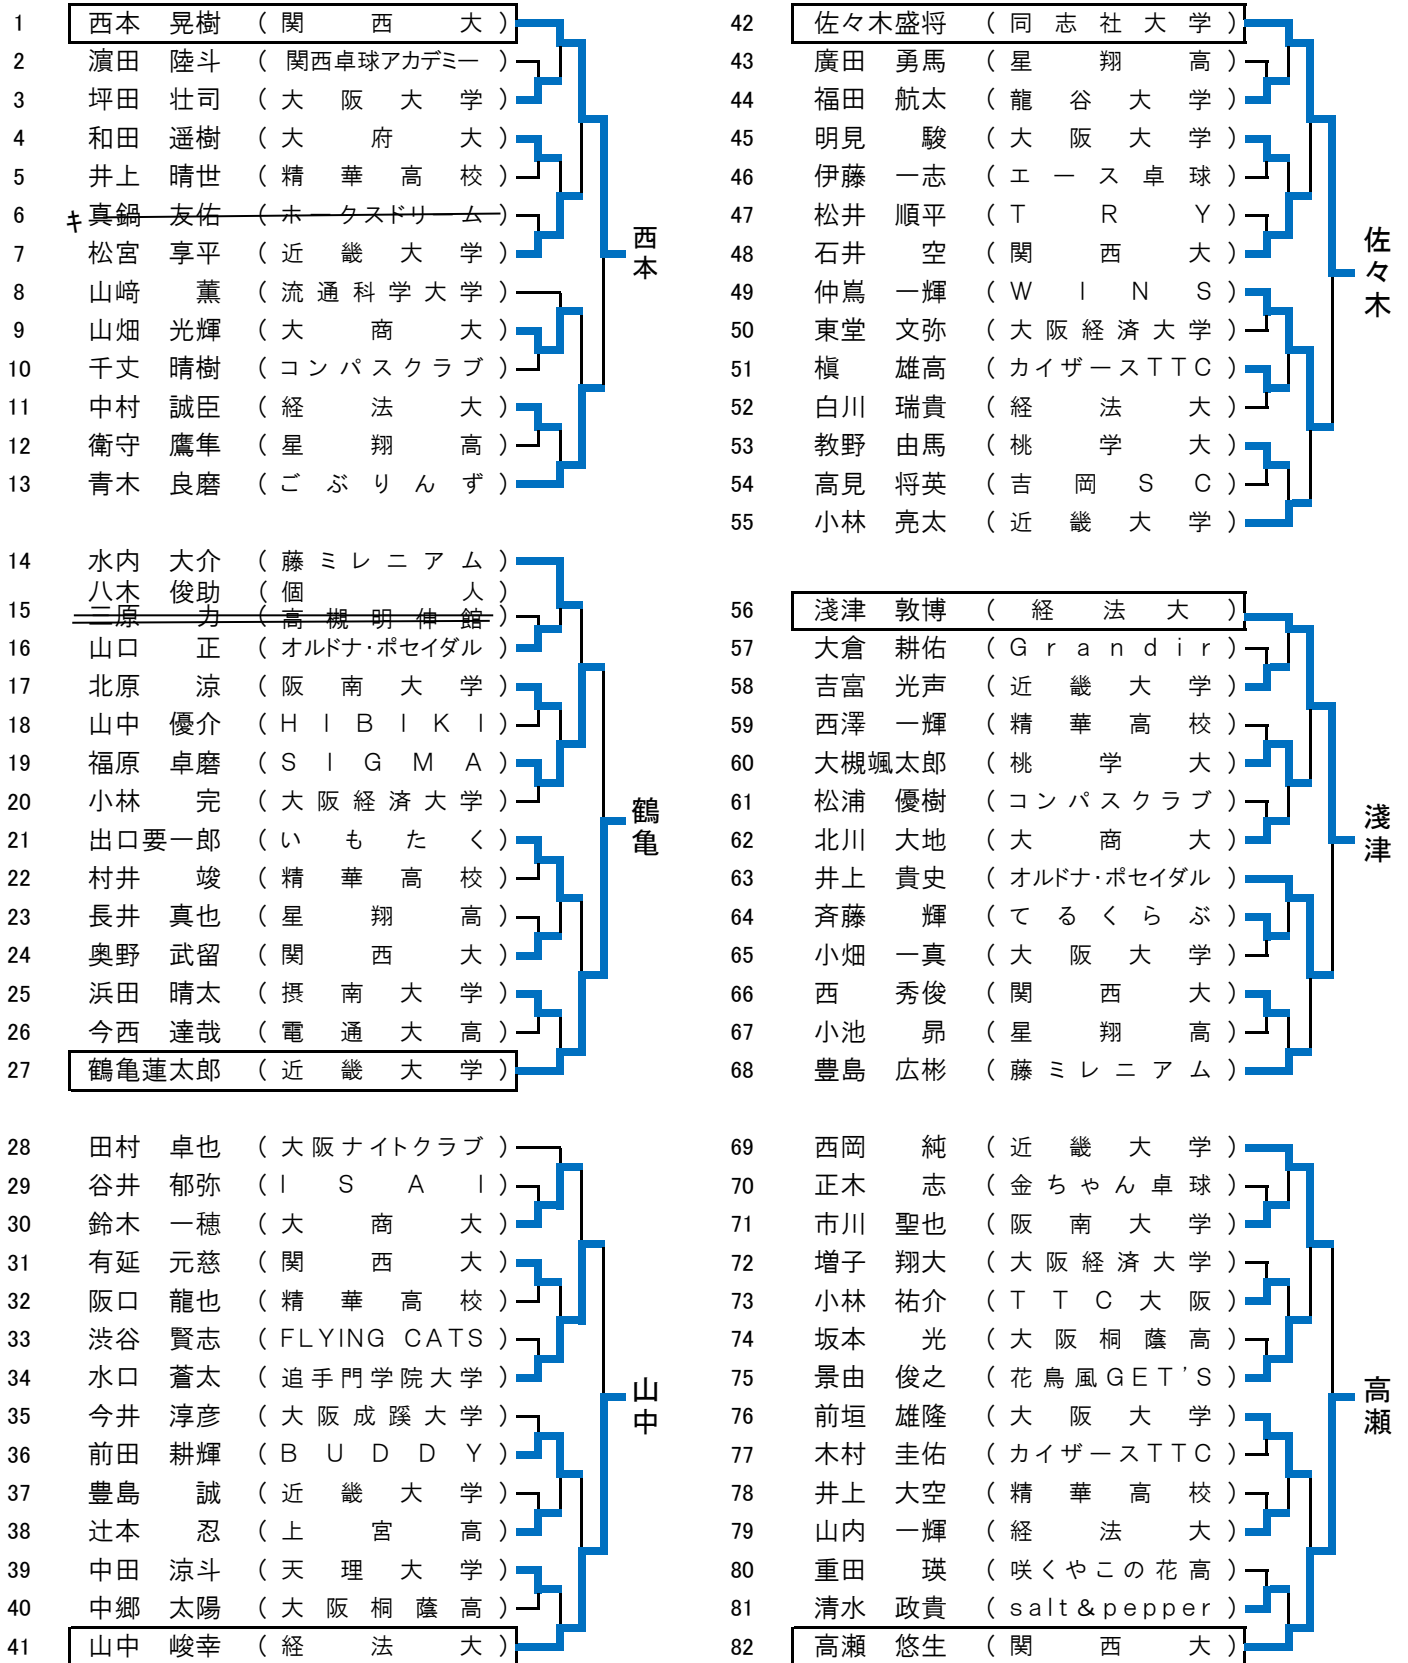 1 西本 晃樹 (関西大)
2 濵田 陸斗 (関西卓球アカデミー)
3 坪田 壮司 (大阪大学)
4 和田 遥樹 (大府大)
5 井上 晴世 (精華高校)
キ 6 真鍋 友佑 (ホークスドリーム)
7 松宮 享平 (近畿大学)
8 山﨑 薫 (流通科学大学)
9 山畑 光輝 (大商大)
10 千丈 晴樹 (コンパスクラブ)
11 中村 誠臣 (経法大)
12 衛守 鷹隼 (星翔高)
13 青木 良磨 (ごぶりんず)
西本
14 水内 大介 (藤ミレニアム)
八木 俊助 (個人)
15 三原 力 (高槻明伸館)
16 山口 正 (オルドナ・ポセイダル)
17 北原 涼 (阪南大学)
18 山中 優介 (HIBIKI)
19 福原 卓磨 (SIGMA)
20 小林 完 (大阪経済大学)
21 出口要一郎 (いもたく)
22 村井 竣 (精華高校)
23 長井 真也 (星翔高)
24 奥野 武留 (関西大)
25 浜田 晴太 (摂南大学)
26 今西 達哉 (電通大高)
27 鶴亀蓮太郎 (近畿大学)
鶴亀
28 田村 卓也 (大阪ナイトクラブ)
29 谷井 郁弥 (ISAI)
30 鈴木 一穂 (大商大)
31 有延 元慈 (関西大)
32 阪口 龍也 (精華高校)
33 渋谷 賢志 (FLYING CATS)
34 水口 蒼太 (追手門学院大学)
35 今井 淳彦 (大阪成蹊大学)
36 前田 耕輝 (BUDDY)
37 豊島 誠 (近畿大学)
38 辻本 忍 (上宮高)
39 中田 涼斗 (天理大学)
40 中郷 太陽 (大阪桐蔭高)
41 山中 峻幸 (経法大)
山中
42 佐々木盛将 (同志社大学)
43 廣田 勇馬 (星翔高)
44 福田 航太 (龍谷大学)
45 明見 駿 (大阪大学)
46 伊藤 一志 (エース卓球)
47 松井 順平 (TRY)
48 石井 空 (関西大)
49 仲嶌 一輝 (WINS)
50 東堂 文弥 (大阪経済大学)
51 槇 雄高 (カイザースTTC)
52 白川 瑞貴 (経法大)
53 教野 由馬 (桃学大)
54 高見 将英 (吉岡SC)
55 小林 亮太 (近畿大学)
佐々木
56 淺津 敦博 (経法大)
57 大倉 耕佑 (Grandir)
58 吉富 光声 (近畿大学)
59 西澤 一輝 (精華高校)
60 大槻颯太郎 (桃学大)
61 松浦 優樹 (コンパスクラブ)
62 北川 大地 (大商大)
63 井上 貴史 (オルドナ・ポセイダル)
64 斉藤 輝 (てるくらぶ)
65 小畑 一真 (大阪大学)
66 西 秀俊 (関西大)
67 小池 昴 (星翔高)
68 豊島 広彬 (藤ミレニアム)
淺津
69 西岡 純 (近畿大学)
70 正木 志 (金ちゃん卓球)
71 市川 聖也 (阪南大学)
72 増子 翔大 (大阪経済大学)
73 小林 祐介 (TTC大阪)
74 坂本 光 (大阪桐蔭高)
75 景由 俊之 (花鳥風GET'S)
76 前垣 雄隆 (大阪大学)
77 木村 圭佑 (カイザースTTC)
78 井上 大空 (精華高校)
79 山内 一輝 (経法大)
80 重田 瑛 (咲くやこの花高)
81 清水 政貴 (salt&pepper)
82 高瀬 悠生 (関西大)
高瀬